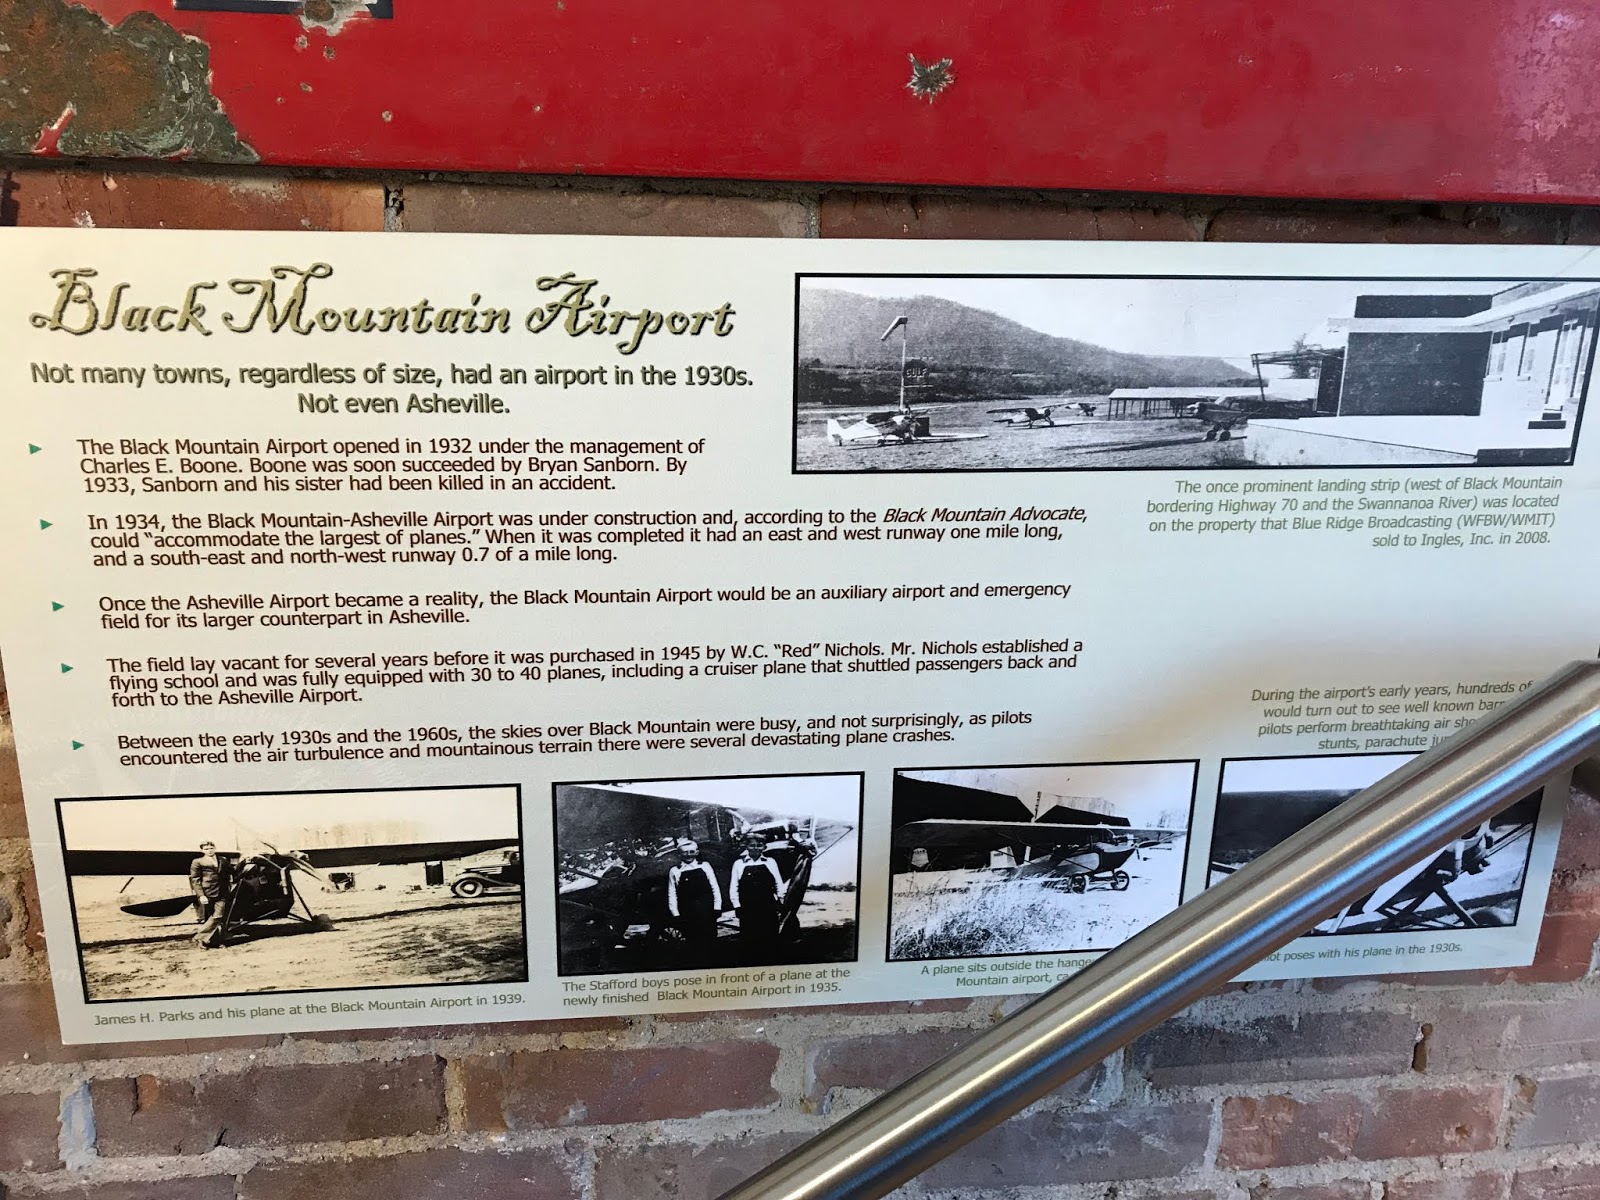 Black Mountain Airport
Not many towns, regardless of size, had an airport in the 1930s.
Not even Asheville.
The Black Mountain Airport opened in 1932 under the management of
Charles E. Boone. Boone was soon succeeded by Bryan Sanborn. By
1933, Sanborn and his sister had been killed in an accident.
In 1934, the Black Mountain-Asheville Airport was under construction and, according to the Black Mountain Advocate,
could “accommodate the largest of planes.” When it was completed it had an east and west runway one mile long,
and a south-east and north-west runway 0.7 of a mile long.
Once the Asheville Airport became a reality, the Black Mountain Airport would be an auxiliary airport and emergency
field for its larger counterpart in Asheville.
The field lay vacant for several years before it was purchased in 1945 by W.C. “Red” Nichols. Mr. Nichols established a
flying school and was fully equipped with 30 to 40 planes, including a cruiser plane that shuttled passengers back and
forth to the Asheville Airport.
Between the early 1930s and the 1960s, the skies over Black Mountain were busy, and not surprisingly, as pilots
encountered the air turbulence and mountainous terrain there were several devastating plane crashes.
GULF
The once prominent landing strip (west of Black Mountain
bordering Highway 70 and the Swannanoa River) was located
on the property that Blue Ridge Broadcasting (WFBW/WMIT)
sold to Ingles, Inc. in 2008.
During the airport's early years, hundreds of
would turn out to see well known
pilots perform breathtaking air
stunts, parachute
James H. Parks and his plane at the Black Mountain Airport in 1939.
The Stafford boys pose in front of a plane at the
newly finished Black Mountain Airport in 1935.
A plane sits outside the
Mountain airport,
poses with his plane in the 1930s.